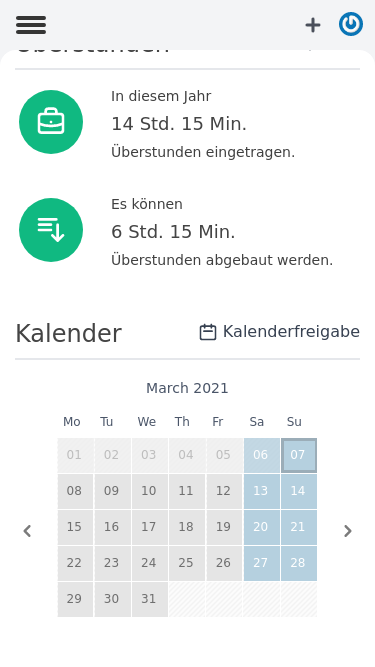 Überstunden
In diesem Jahr
14 Std. 15 Min.
Überstunden eingetragen.
Es können
6 Std. 15 Min.
Überstunden abgebaut werden.
Kalender
Kalenderfreigabe
March 2021
Mo Tu We Th Fr Sa Su
01 02 03 04 05 06 07
08 09 10 11 12 13 14
15 16 17 18 19 20 21
22 23 24 25 26 27 28
29 30 31